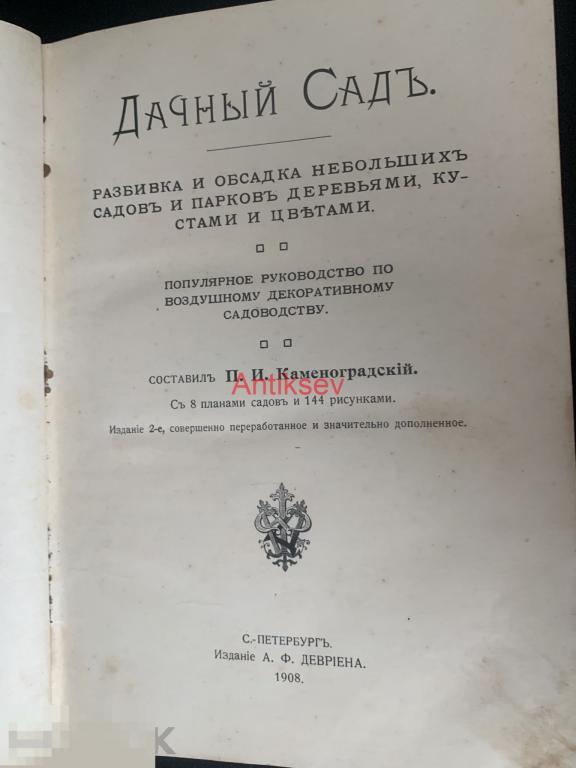 Дачный Садъ.
РАЗБИВКА И ОБСАДКА НЕБОЛЬШИХЪ
САДОВЪ И ПАРКОВЪ ДЕРЕВЬЯМИ, КУ-
СТАМИ И ЦВѢТАМИ.
ПОПУЛЯРНОЕ РУКОВОДСТВО ПО
ВОЗДУШНОМУ ДЕКОРАТИВНОМУ
САДОВОДСТВУ.
СОСТАВИЛЪ П. И. Каменоградскій.
Antiksev
Съ 8 планами садовъ и 144 рисунками.
Изданіе 2-е, совершенно переработанное и значительно дополненное.
С.-ПЕТЕРБУРГЪ.
Изданіе А. Ф. ДЕВРІЕНА.
1908.